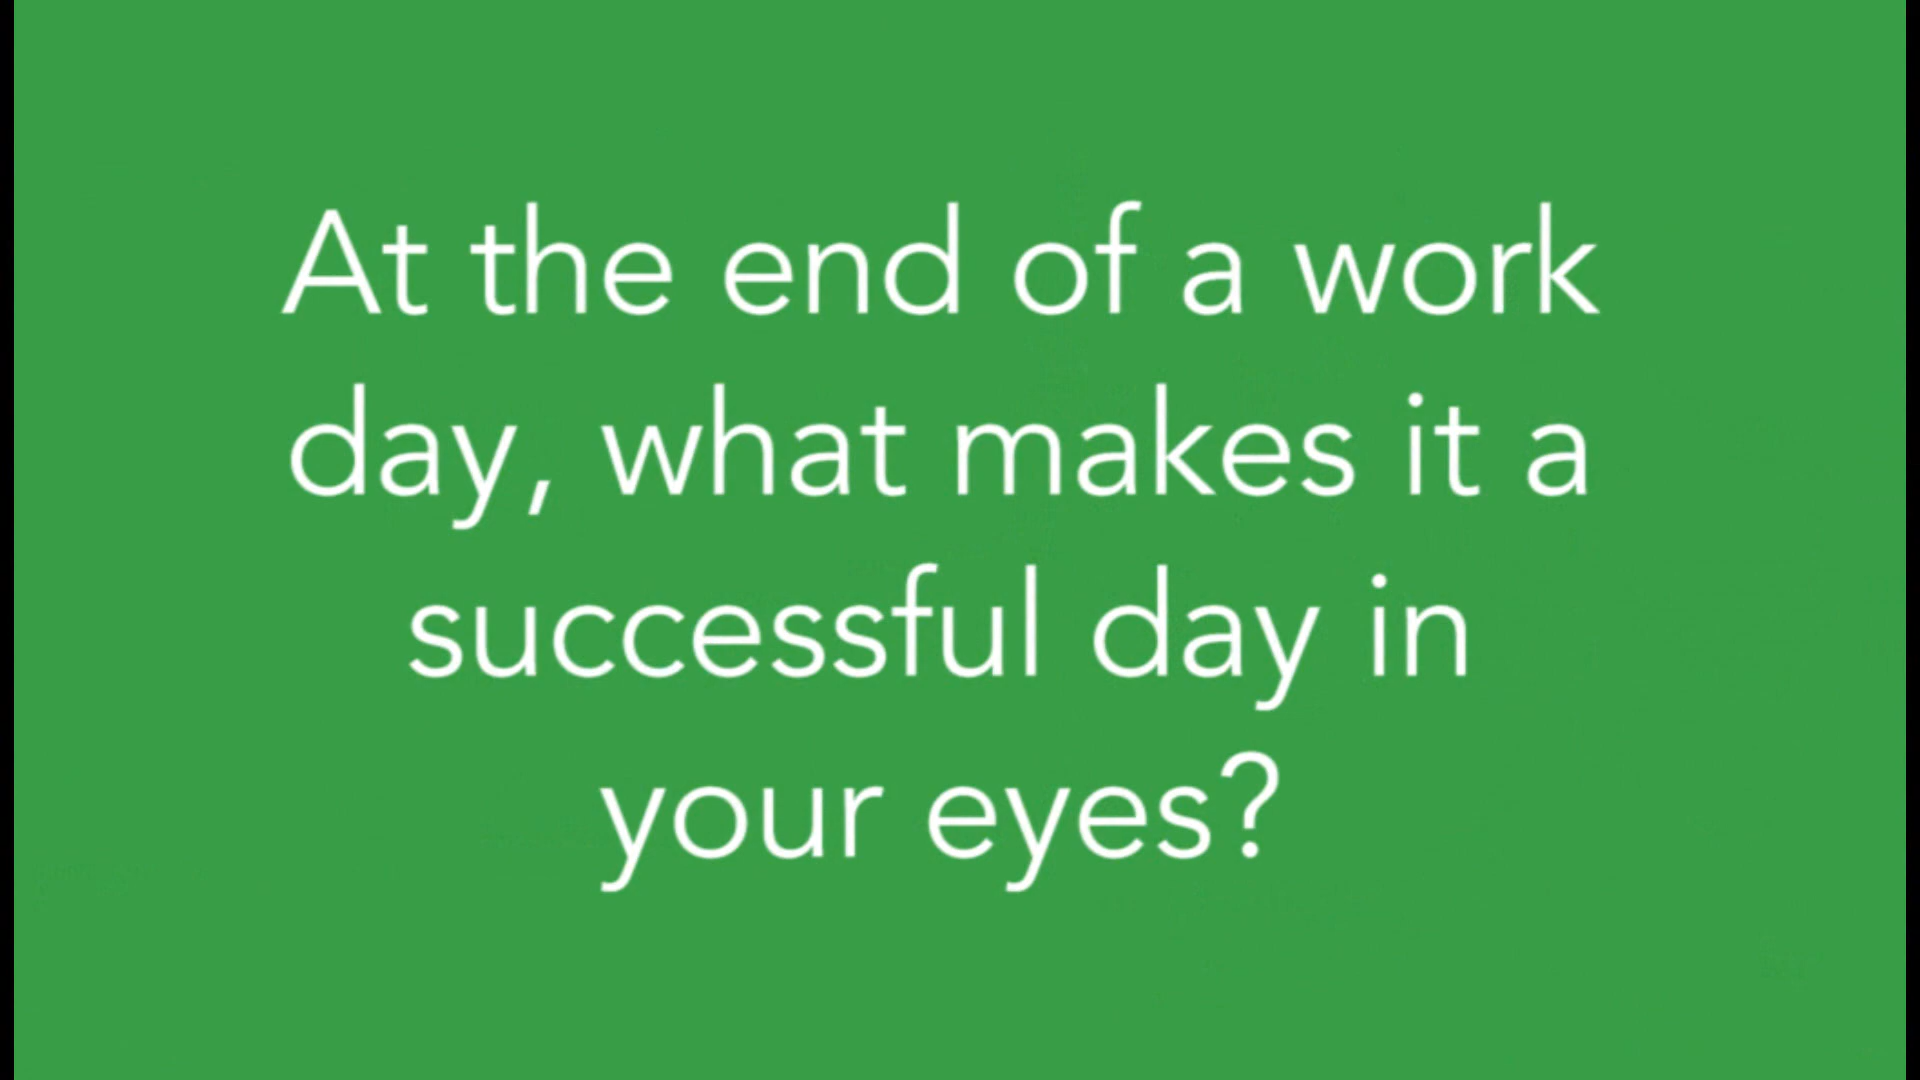 At the end of a work
day, what makes it a
successful day in
your eyes?